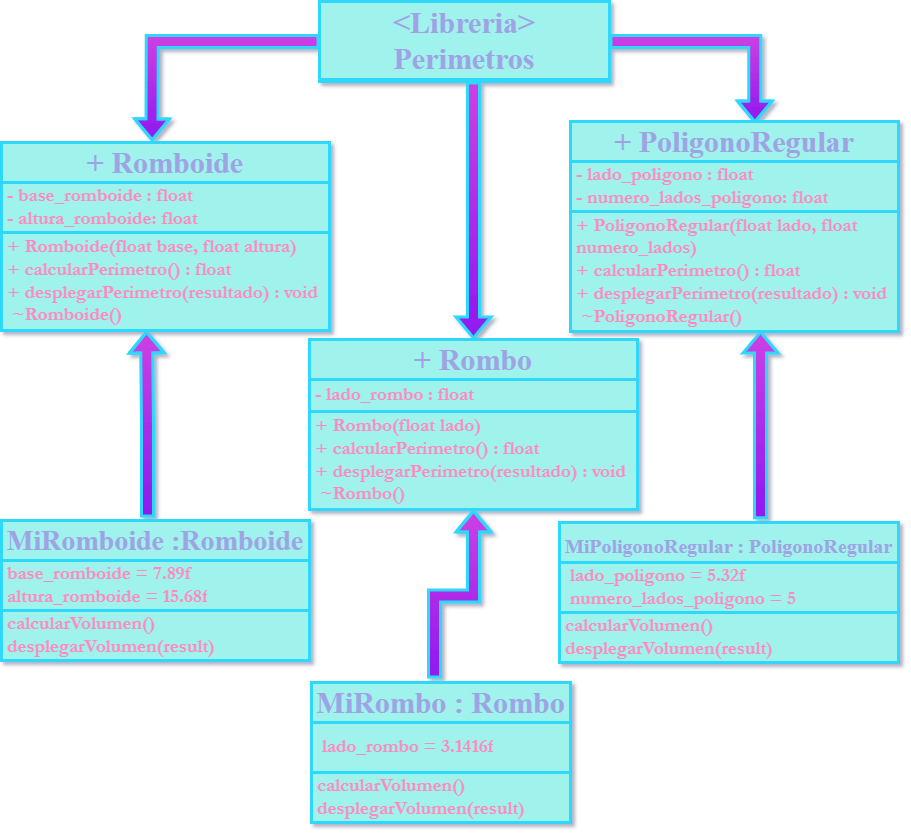 <Libreria>
Perimetros
+ Romboide
- base_romboide : float
- altura_romboide: float
+ Romboide(float base, float altura)
+ calcularPerimetro() : float
+ desplegarPerimetro(resultado) : void
~Romboide()
+ PoligonoRegular
- lado_poligono : float
- numero_lados_poligono: float
+ PoligonoRegular(float lado, float
numero_lados)
+ calcularPerimetro() : float
+ desplegarPerimetro(resultado) : void
~PoligonoRegular()
+ Rombo
- lado_rombo : float
+ Rombo(float lado)
+ calcularPerimetro() : float
+ desplegarPerimetro(resultado) : void
~Rombo()
MiRomboide :Romboide
base_romboide = 7.89f
altura_romboide = 15.68f
calcularVolumen()
desplegarVolumen(result)
MiPoligonoRegular : PoligonoRegular
lado_poligono = 5.32f
numero_lados_poligono = 5
calcularVolumen()
desplegarVolumen(result)
MiRombo : Rombo
lado_rombo = 3.1416f
calcularVolumen()
desplegarVolumen(result)